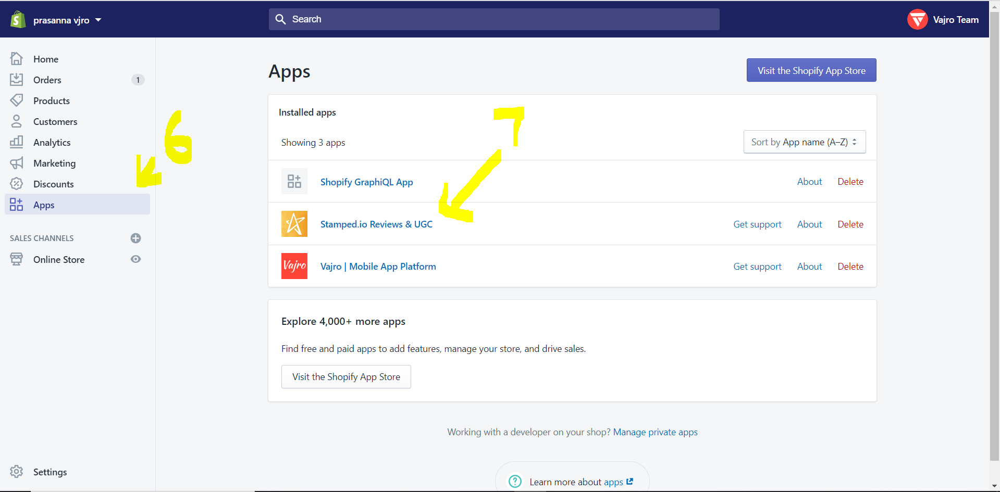 prasanna vjro
Search
Vajro Team
Home
Orders 1
Products
Customers
Analytics
Marketing
Discounts
Apps
SALES CHANNELS
Online Store
Settings
6
Apps
Visit the Shopify App Store
Installed apps
7
Showing 3 apps
Sort by App name (A–Z)
Shopify GraphiQL App About Delete
Stamped.io Reviews & UGC Get support About Delete
Vajro
Vajro | Mobile App Platform Get support About Delete
Explore 4,000+ more apps
Find free and paid apps to add features, manage your store, and drive sales.
Visit the Shopify App Store
Working with a developer on your shop? Manage private apps
? Learn more about apps